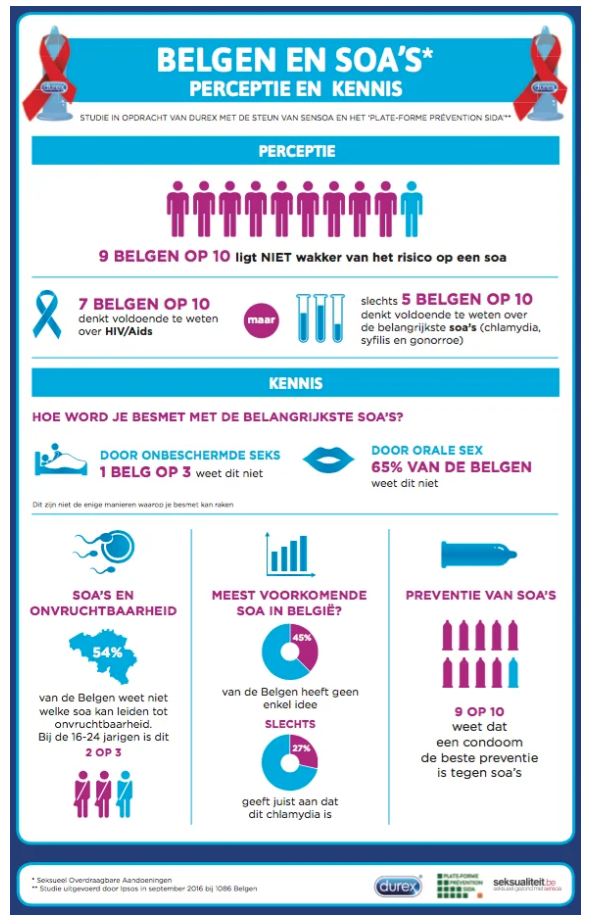 BELGEN EN SOA'S*
PERCEPTIE EN KENNIS
durex
durex
STUDIE IN OPDRACHT VAN DUREX MET DE STEUN VAN SENSOA EN HET 'PLATE-FORME PRÉVENTION SIDA'**
PERCEPTIE
9 BELGEN OP 10 ligt NIET wakker van het risico op een soa
7 BELGEN OP 10
denkt voldoende te weten
over HIV/Aids
maar
slechts 5 BELGEN OP 10
denkt voldoende te weten over
de belangrijkste soa's (chlamydia,
syfilis en gonorroe)
KENNIS
HOE WORD JE BESMET MET DE BELANGRIJKSTE SOA'S?
DOOR ONBESCHERMDE SEKS
1 BELG OP 3 weet dit niet
DOOR ORALE SEX
65% VAN DE BELGEN
weet dit niet
Dit zijn niet de enige manieren waarop je besmet kan raken
SOA'S EN
ONVRUCHTBAARHEID
54%
van de Belgen weet niet
welke soa kan leiden tot
onvruchtbaarheid.
Bij de 16-24 jarigen is dit
2 OP 3
MEEST VOORKOMENDE
SOA IN BELGIË?
45%
van de Belgen heeft geen
enkel idee
SLECHTS
27%
geeft juist aan dat
dit chlamydia is
PREVENTIE VAN SOA'S
9 OP 10
weet dat
een condoom
de beste preventie
is tegen soa's
* Seksueel Overdraagbare Aandoeningen
** Studie uitgevoerd door Ipsos in september 2016 bij 1086 Belgen
durex
PLATE-FORME
PRÉVENTION
SIDA
seksualiteit.be
seksueel gezond met sensoa